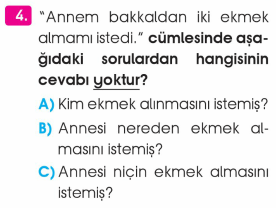 4. "Annem bakkaldan iki ekmek
almamı istedi." cümlesinde aşa-
ğıdaki sorulardan hangisinin
cevabı yoktur?
A) Kim ekmek alınmasını istemiş?
B) Annesi nereden ekmek al-
masını istemiş?
C) Annesi niçin ekmek almasını
istemiş?